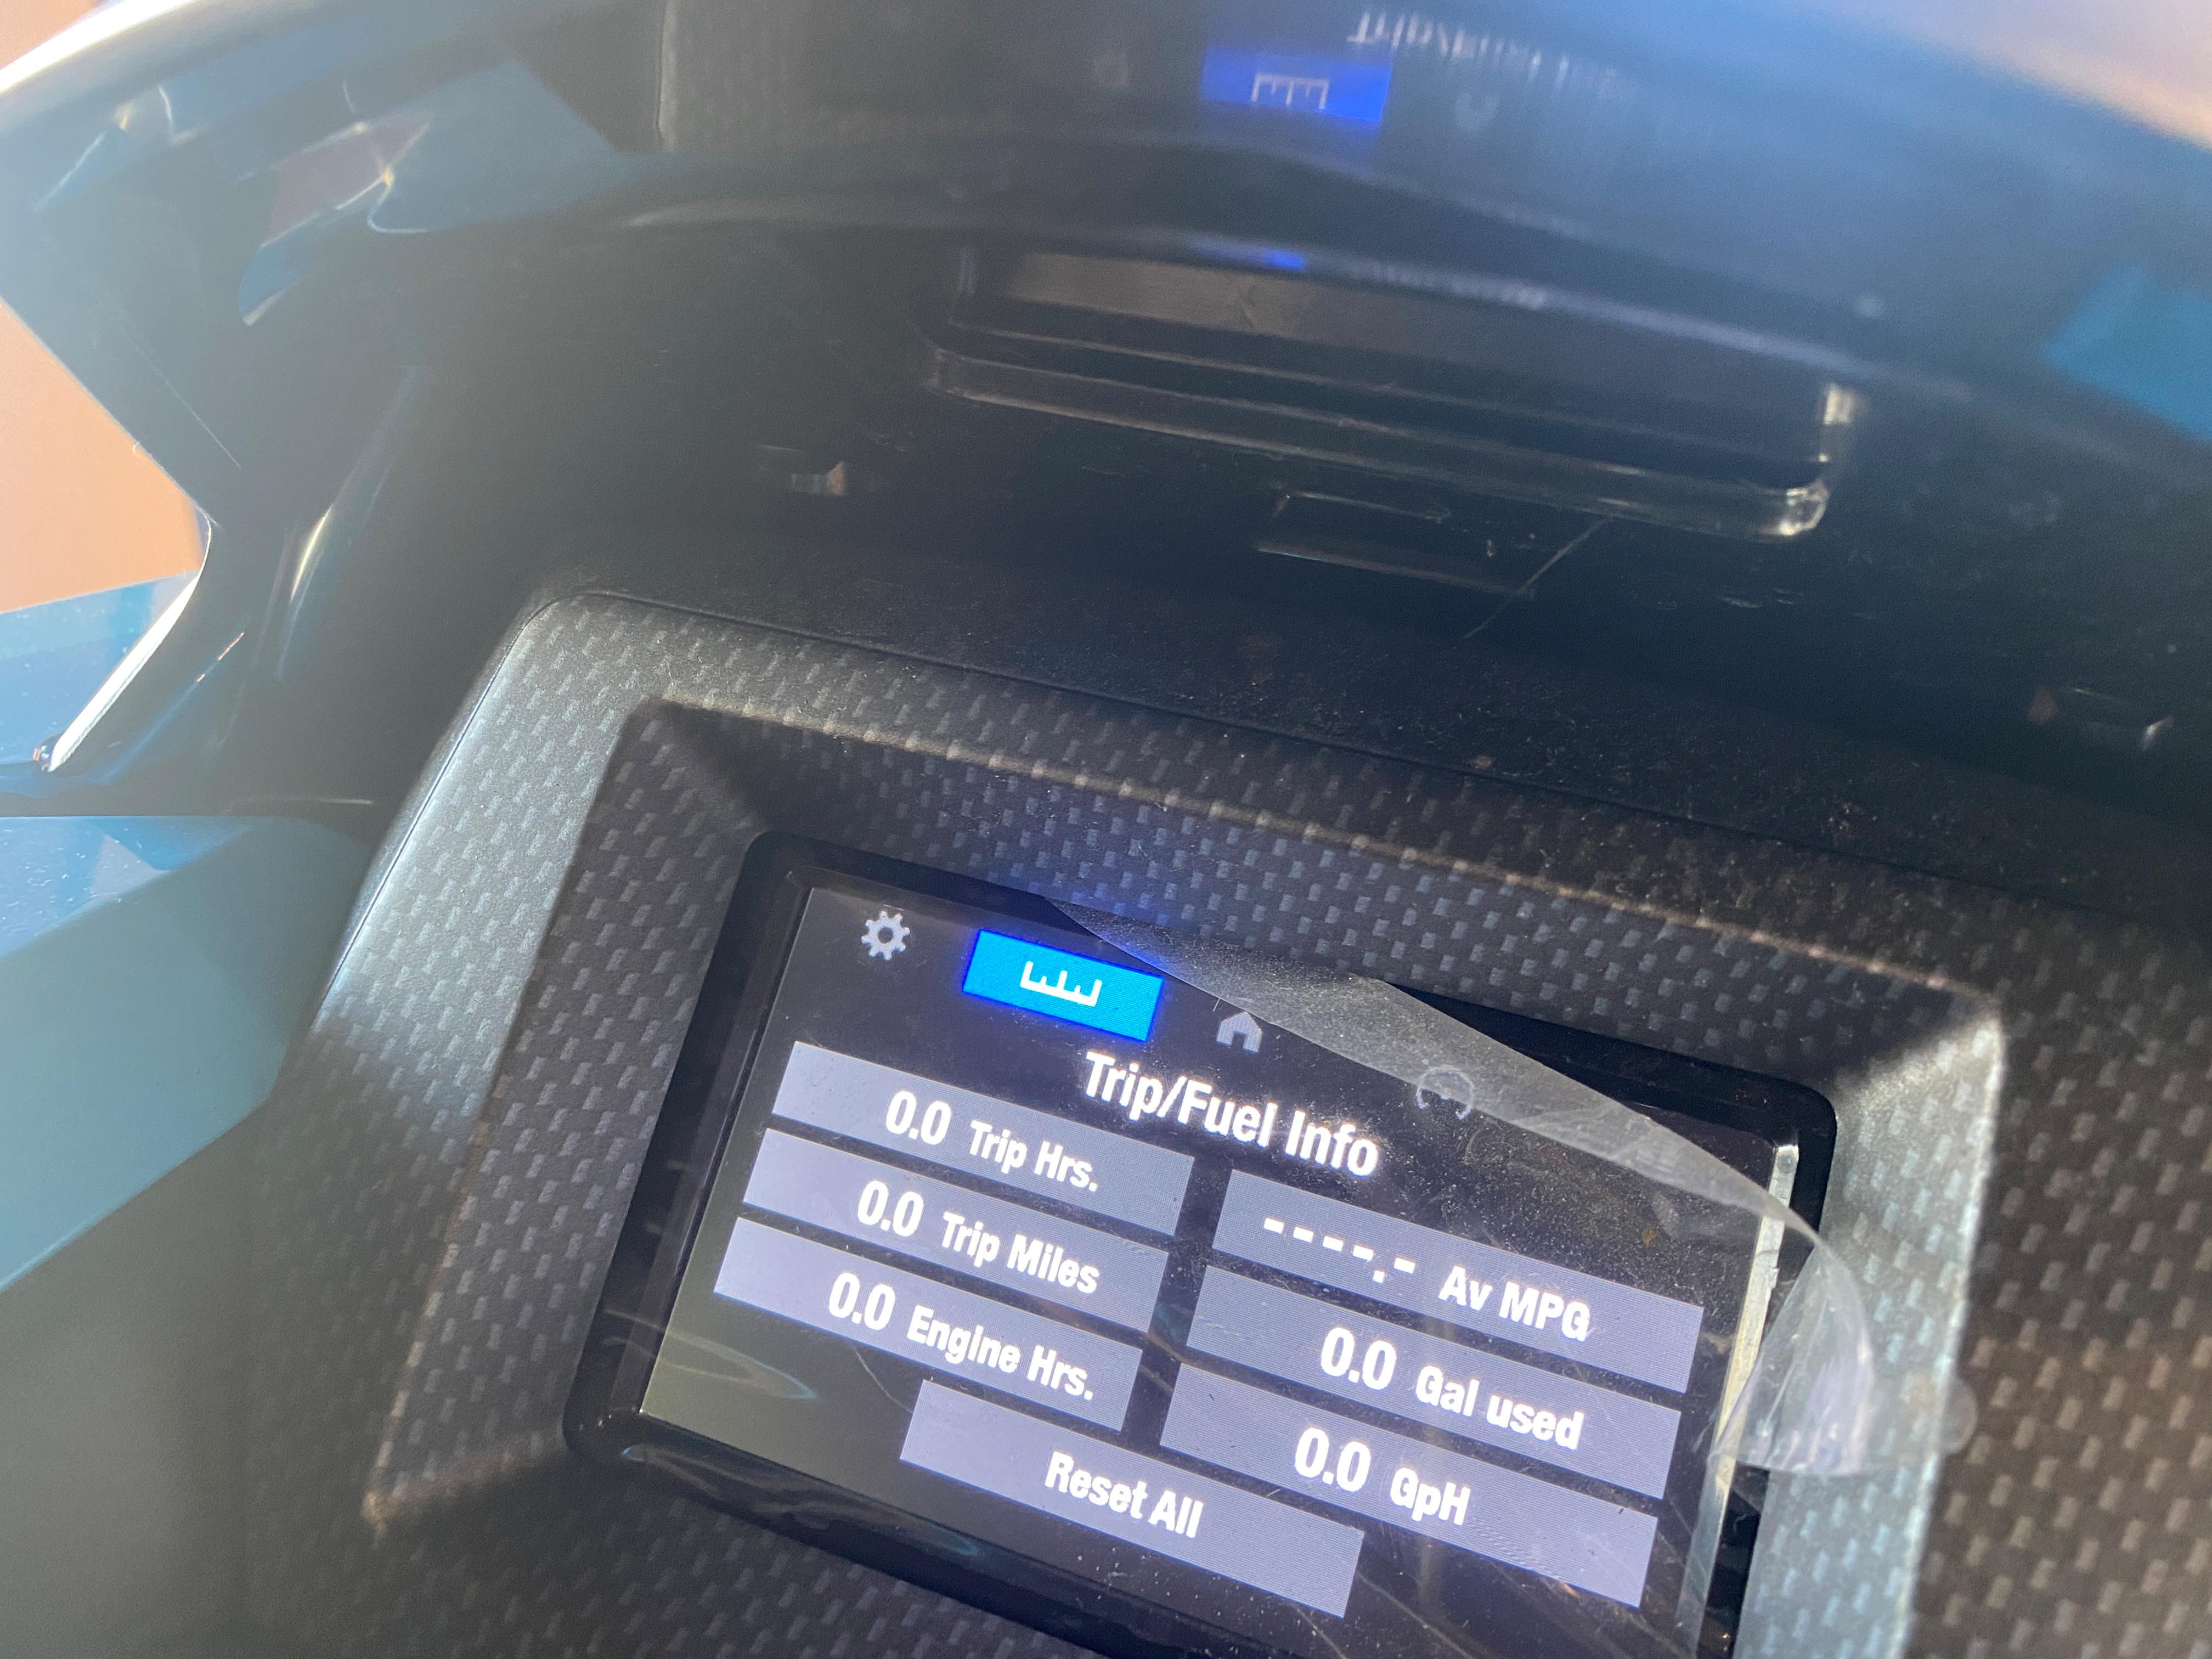 Trip/Fuel Info
0.0 Trip Hrs.
0.0 Trip Miles
0.0 Engine Hrs.
----.- Av MPG
0.0 Gal used
0.0 GpH
Reset All